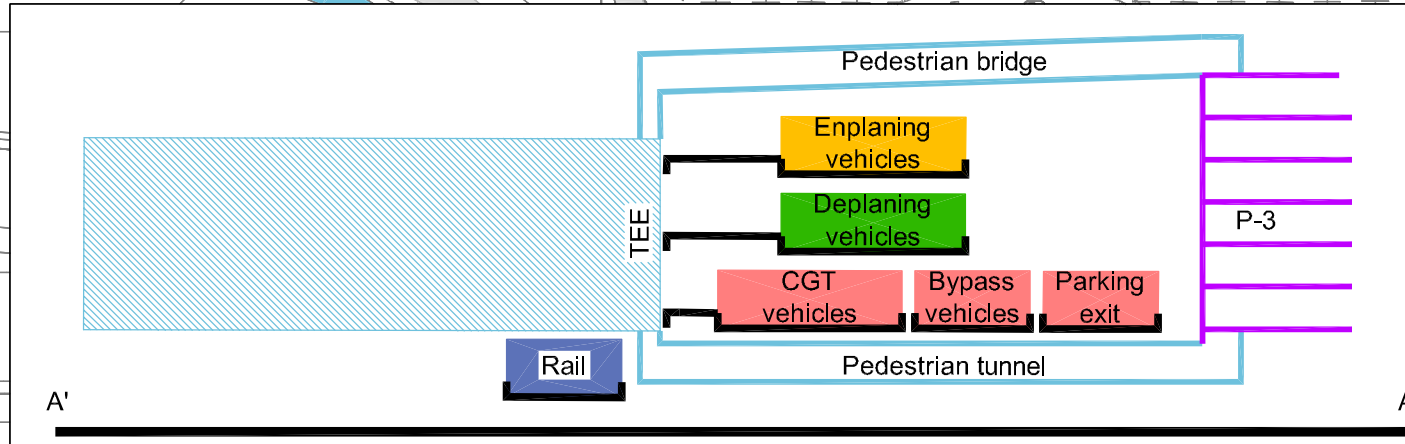 Pedestrian bridge
Enplaning
vehicles
Deplaning
vehicles
TEE
P-3
CGT
vehicles
Bypass
vehicles
Parking
exit
Rail
Pedestrian tunnel
A'
A